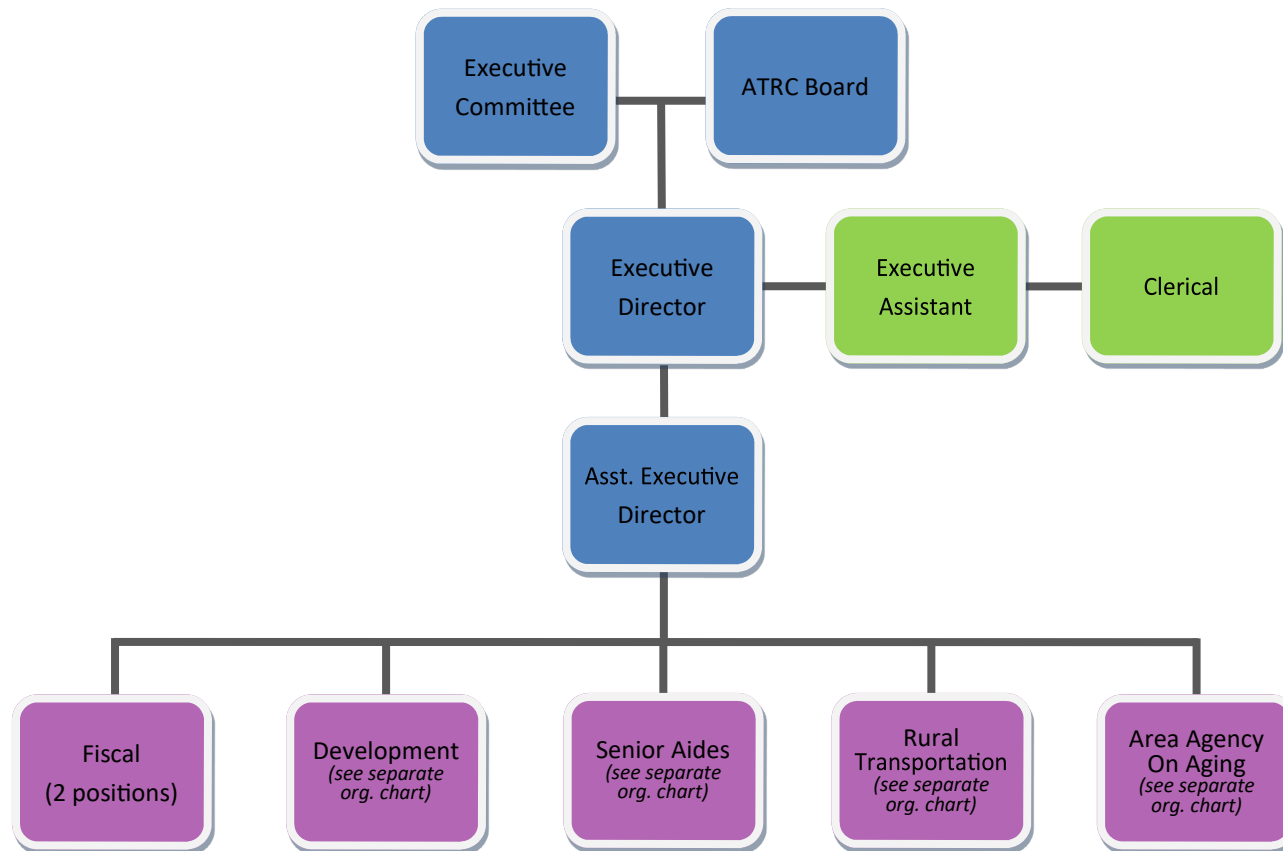 Executive
Committee
ATRC Board
Executive
Director
Executive
Assistant
Clerical
Asst. Executive
Director
Fiscal
(2 positions)
Development
(see separate
org. chart)
Senior Aides
(see separate
org. chart)
Rural
Transportation
(see separate
org. chart)
Area Agency
On Aging
(see separate
org. chart)